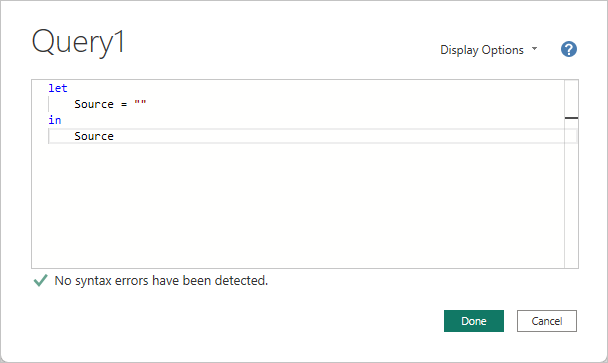 Query1
Display Options
?
let
    Source = ""
in
    Source
No syntax errors have been detected.
Done
Cancel